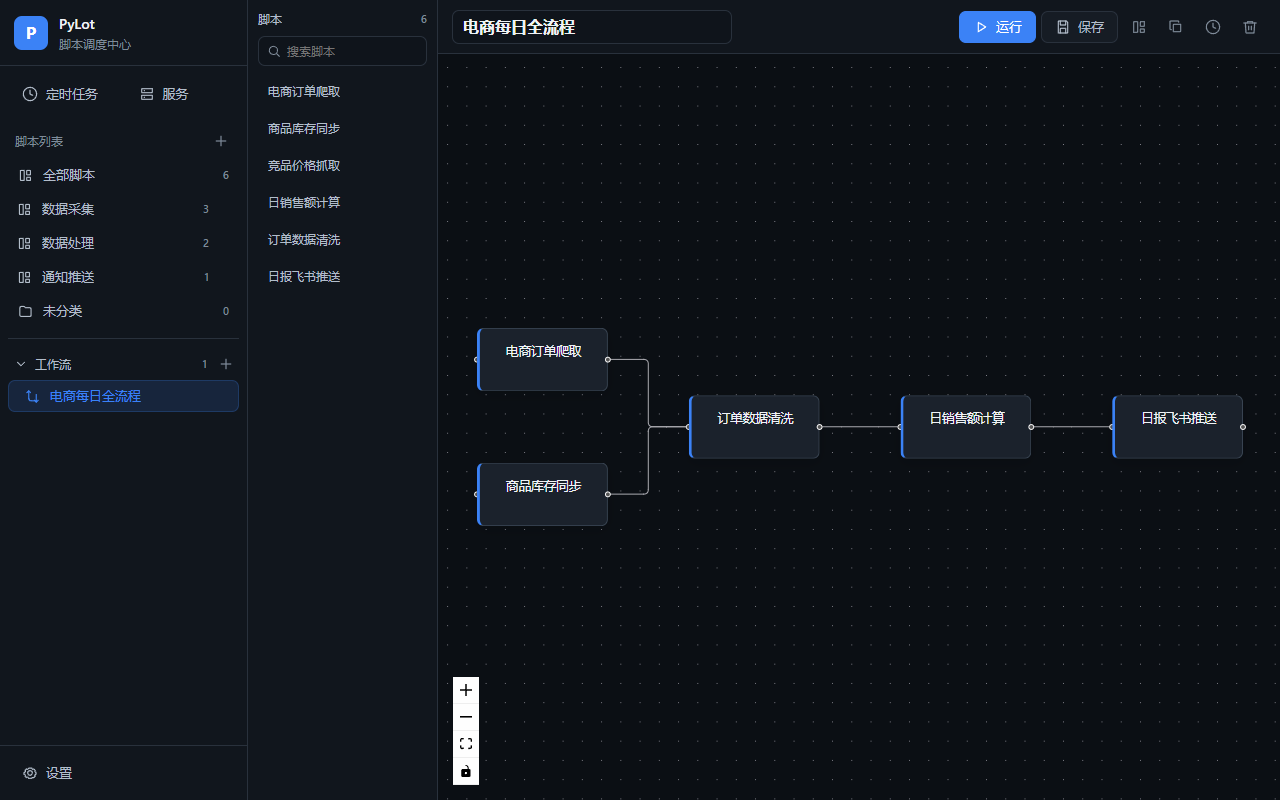 P
PyLot
脚本调度中心
定时任务
服务
脚本列表
全部脚本
6
数据采集
3
数据处理
2
通知推送
1
未分类
0
工作流
1
电商每日全流程
设置
脚本
6
搜索脚本
电商订单爬取
商品库存同步
竞品价格抓取
日销售额计算
订单数据清洗
日报飞书推送
电商每日全流程
运行
保存
电商订单爬取
商品库存同步
订单数据清洗
日销售额计算
日报飞书推送